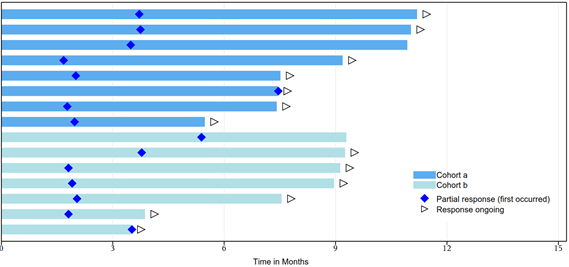 Cohort a
Cohort b
Partial response (first occurred)
Response ongoing
0 3 6 9 12 15
Time in Months